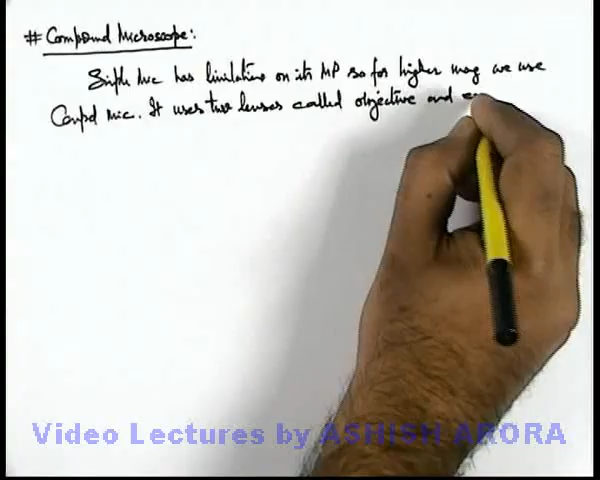 # Compound Microscope:
Simple Mic has limitations on its MP so for higher mag we use
Compd Mic. It uses two lenses called objective and
Video Lectures by ASHISH ARORA